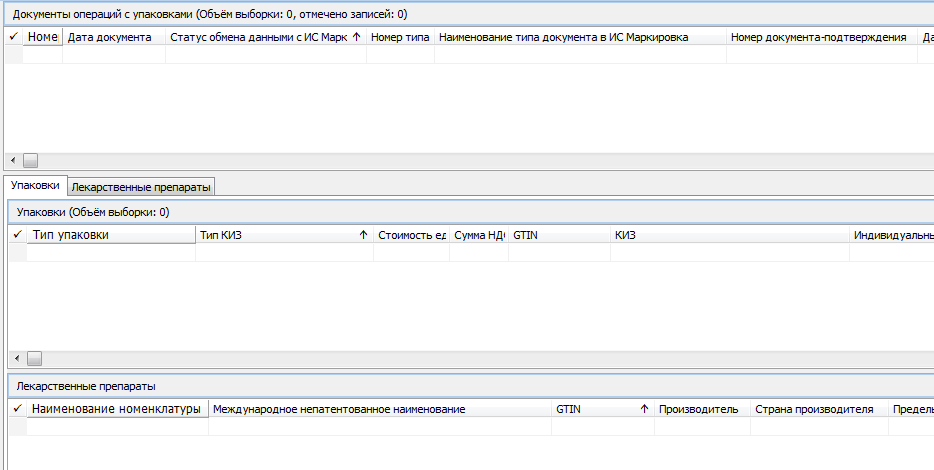 Документы операций с упаковками (Объём выборки: 0, отмечено записей: 0)
Номе Дата документа Статус обмена данными с ИС Марк Номер типа Наименование типа документа в ИС Маркировка Номер документа-подтверждения Да
Упаковки Лекарственные препараты
Упаковки (Объём выборки: 0)
Тип упаковки Тип КИЗ Стоимость ед Сумма НДС GTIN КИЗ Индивидуальны
Лекарственные препараты
Наименование номенклатуры Международное непатентованное наименование GTIN Производитель Страна производителя Предель